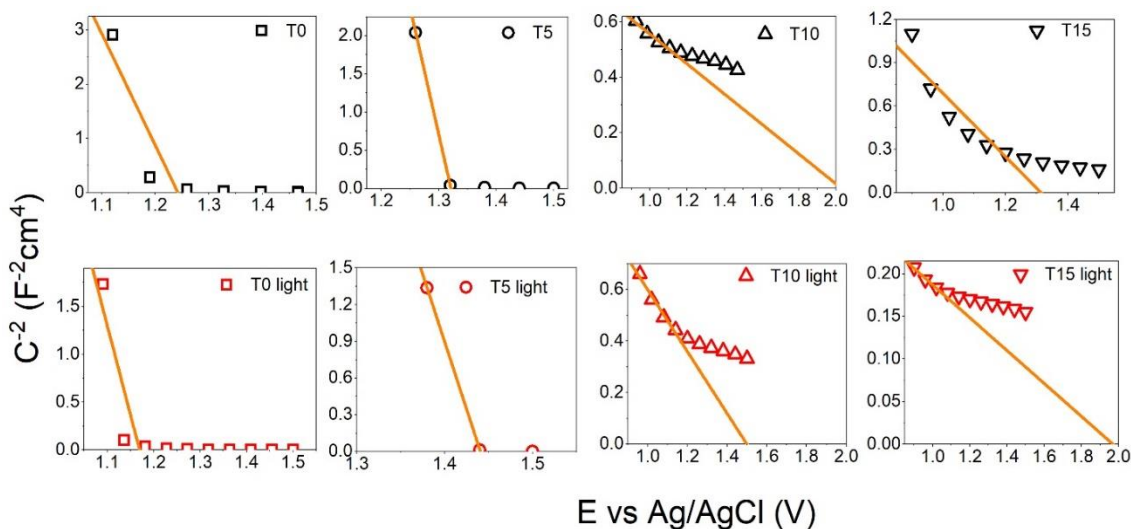 C⁻² (F⁻²cm⁴)
3
2
1
0
T0
1.1 1.2 1.3 1.4 1.5
2.0
1.5
1.0
0.5
0.0
T5
1.2 1.3 1.4 1.5
0.6
0.4
0.6
0.0
T10
1.0 1.2 1.4 1.6 1.8 2.0
1.2
0.9
0.6
0.3
0.0
T15
1.0 1.2 1.4
1.5
1.0
0.0
T0 light
1.1 1.2 1.3 1.4 1.5
1.5
1.2
0.9
0.3
0.0
T5 light
1.3 1.4 1.5
0.6
0.4
0.2
0.0
T10 light
1.0 1.2 1.4 1.6 1.8 2.0
0.20
0.15
0.10
0.05
0.00
T15 light
1.0 1.2 1.4 1.6 1.8 2.0
E vs Ag/AgCl (V)